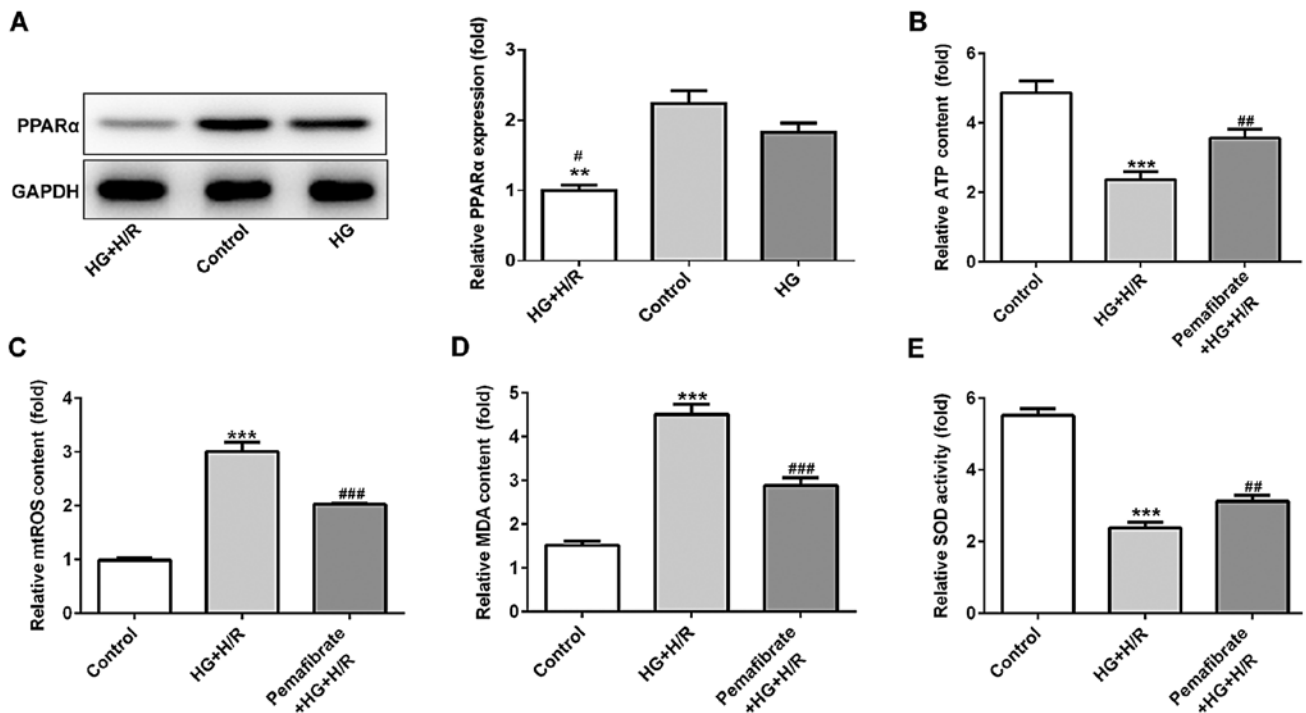 A
PPARα
GAPDH
HG+H/R
Control
HG
Relative PPARα expression (fold)
3
2
1
0
#
**
HG+H/R
Control
HG
B
Relative ATP content (fold)
6
4
2
0
***
##
Control
HG+H/R
Pemafibrate
+HG+H/R
C
Relative mtROS content (fold)
4
3
2
1
0
***
###
Control
HG+H/R
Pemafibrate
+HG+H/R
D
Relative MDA content (fold)
5
4
3
2
1
0
***
###
Control
HG+H/R
Pemafibrate
+HG+H/R
E
Relative SOD activity (fold)
6
4
2
0
***
##
Control
HG+H/R
Pemafibrate
+HG+H/R